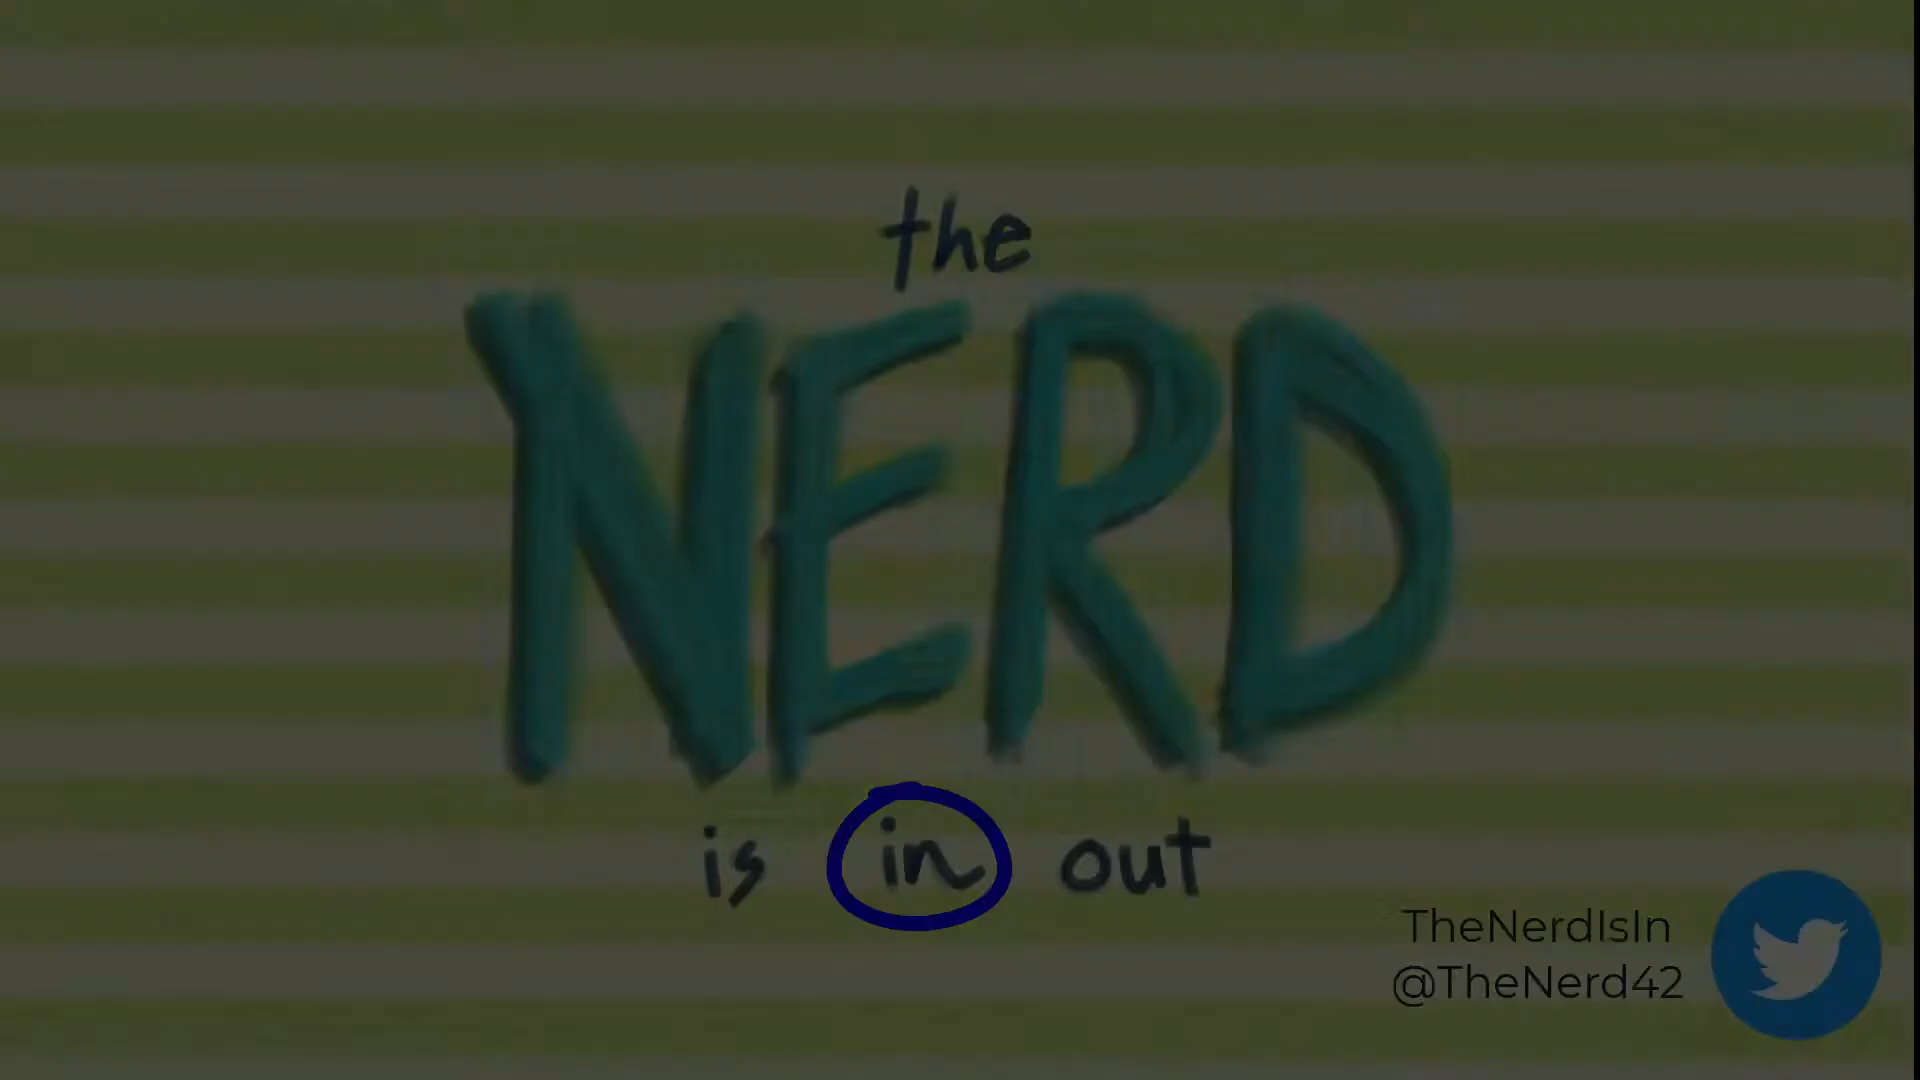 the
NERD
is in out
TheNerdIsIn
@TheNerd42